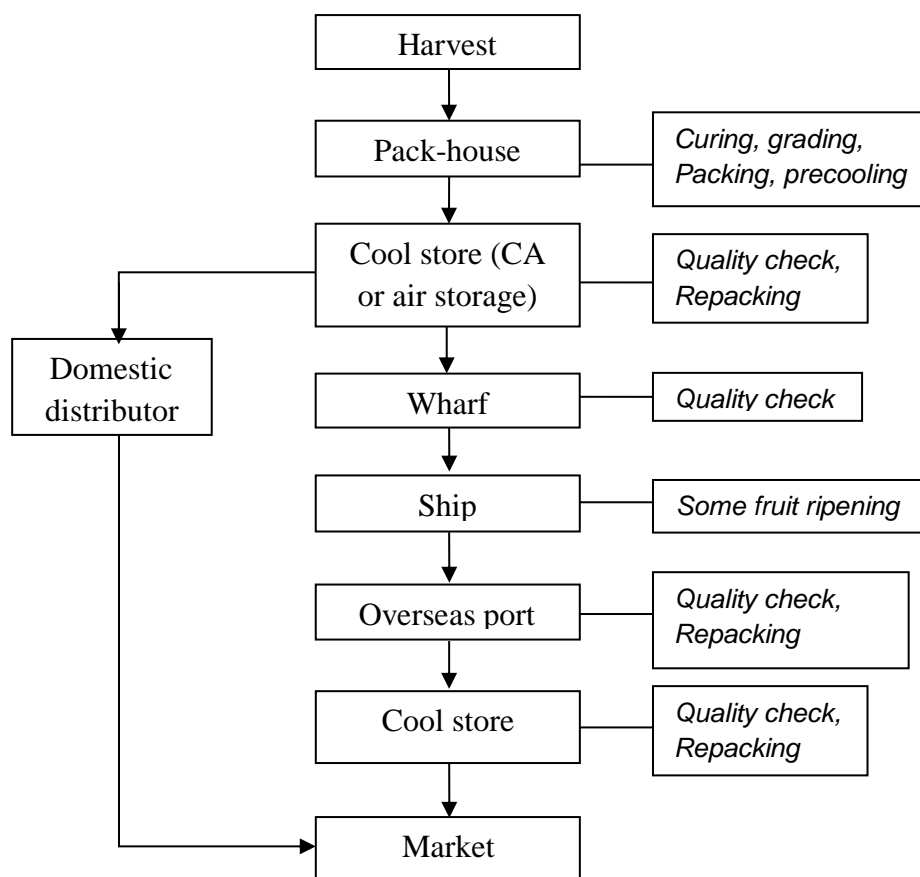 Harvest
Pack-house
Curing, grading,
Packing, precooling
Cool store (CA
or air storage)
Quality check,
Repacking
Domestic
distributor
Wharf
Quality check
Ship
Some fruit ripening
Overseas port
Quality check,
Repacking
Cool store
Quality check,
Repacking
Market